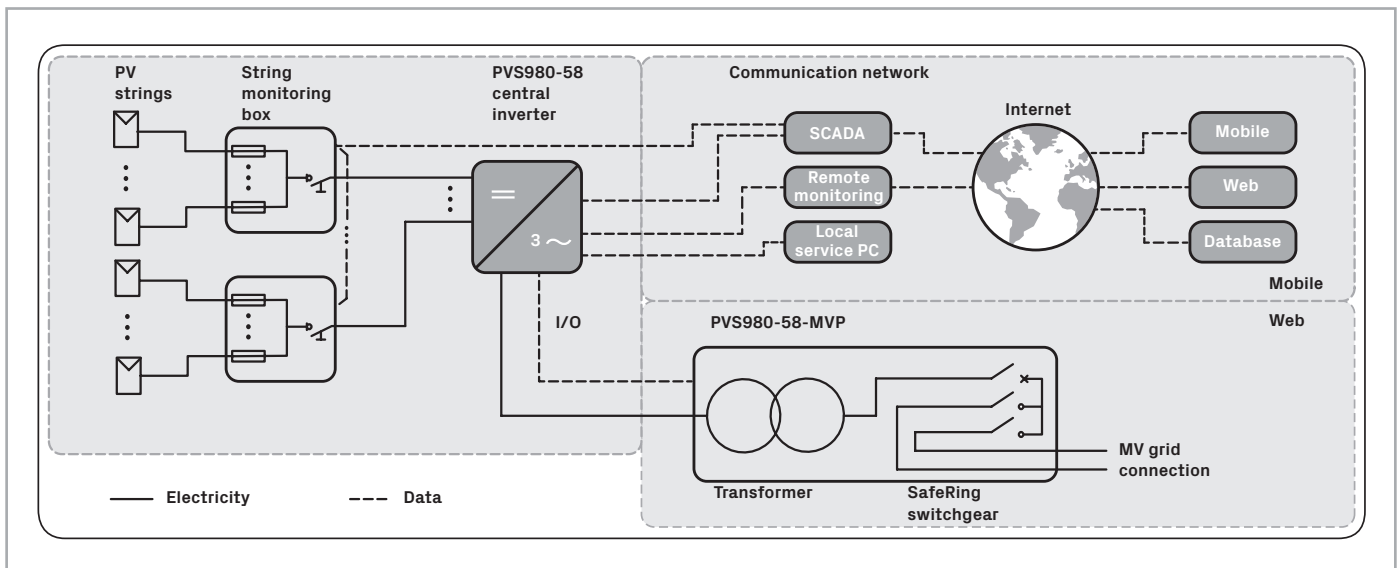 PV
strings
String
monitoring
box
PVS980-58
central
inverter
Communication network
Internet
SCADA
Remote
monitoring
Local
service PC
Mobile
Web
Database
Mobile
3
I/O
PVS980-58-MVP
Web
MV grid
connection
Transformer
SafeRing
switchgear
Electricity
Data